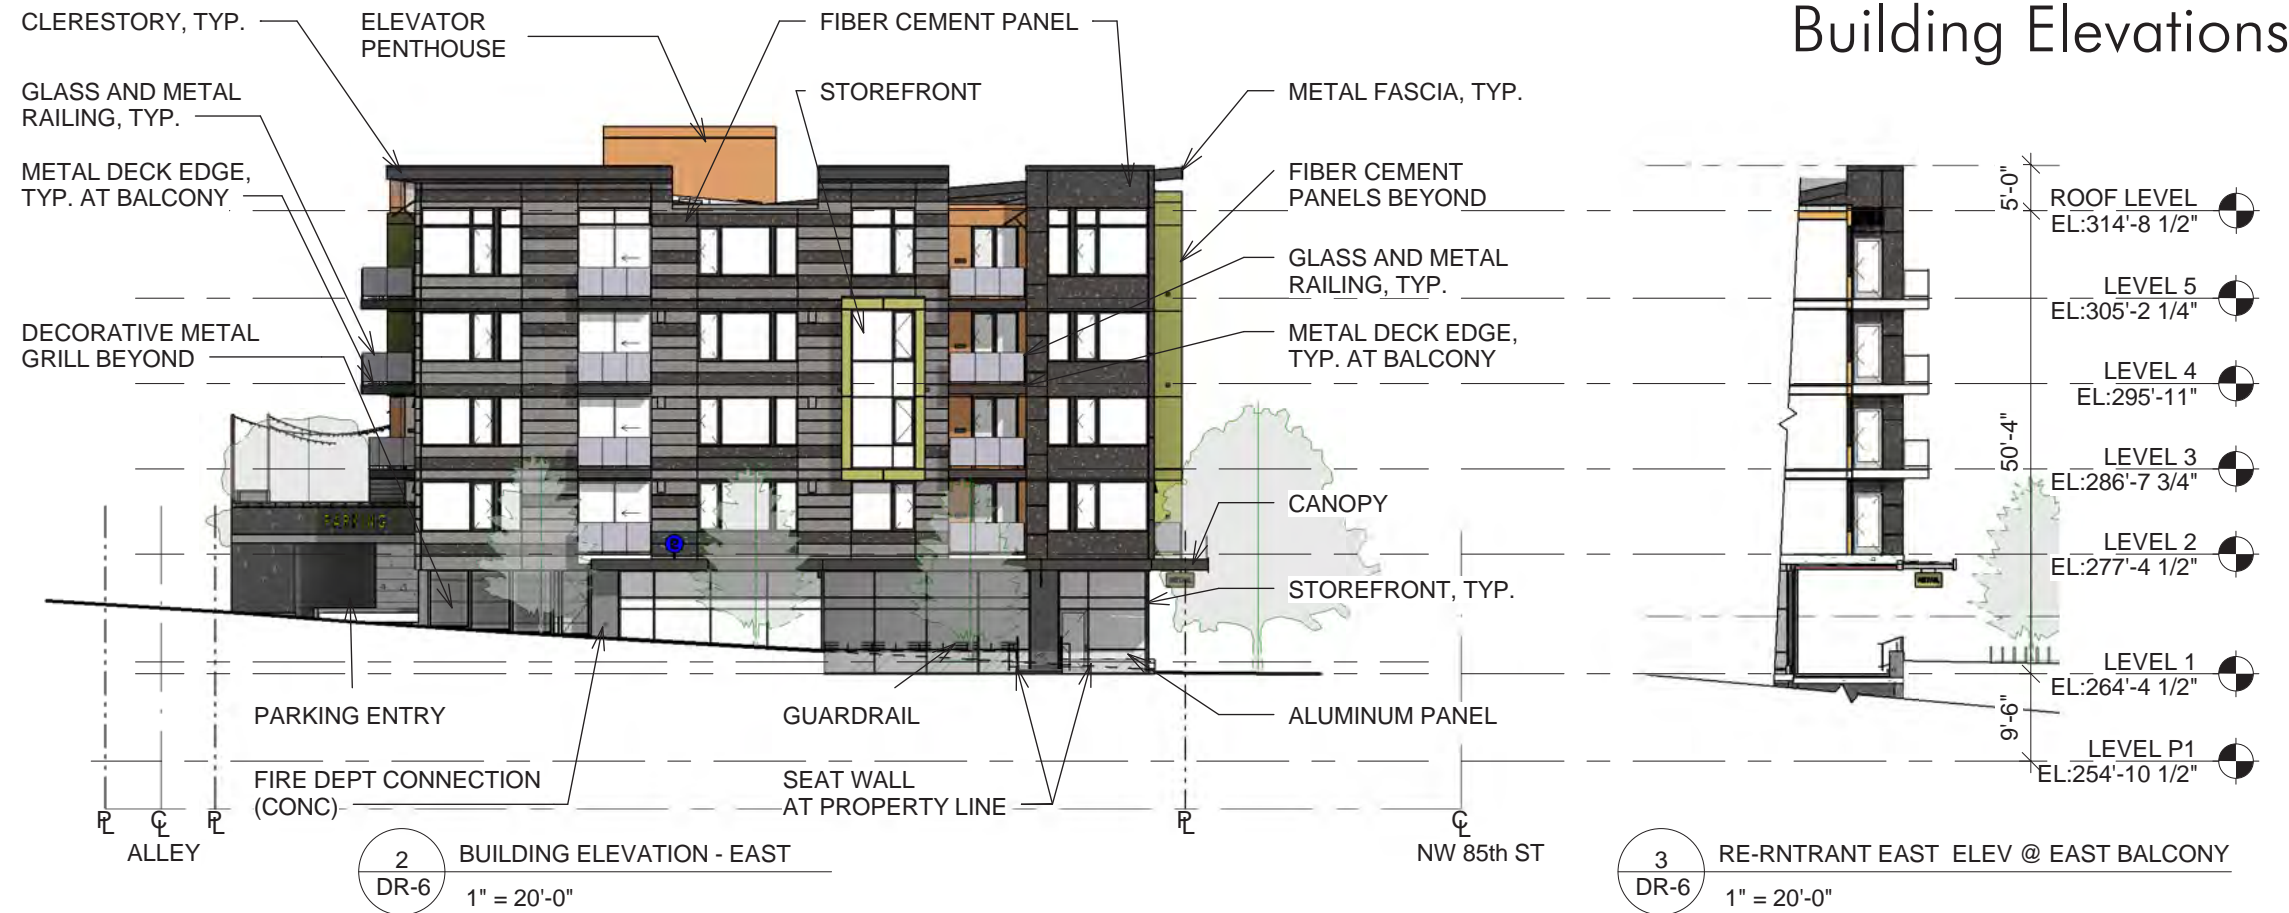 Building Elevations
CLERESTORY, TYP.
ELEVATOR
PENTHOUSE
FIBER CEMENT PANEL
GLASS AND METAL
RAILING, TYP.
STOREFRONT
METAL FASCIA, TYP.
METAL DECK EDGE,
TYP. AT BALCONY
FIBER CEMENT
PANELS BEYOND
GLASS AND METAL
RAILING, TYP.
DECORATIVE METAL
GRILL BEYOND
METAL DECK EDGE,
TYP. AT BALCONY
PARKING
CANOPY
STOREFRONT, TYP.
RETAIL
PARKING ENTRY
GUARDRAIL
ALUMINUM PANEL
FIRE DEPT CONNECTION
(CONC)
SEAT WALL
AT PROPERTY LINE
PL
CL
PL
ALLEY
PL
CL
NW 85th ST
2
DR-6
BUILDING ELEVATION - EAST
1" = 20'-0"
5'-0"
ROOF LEVEL
EL:314'-8 1/2"
LEVEL 5
EL:305'-2 1/4"
LEVEL 4
EL:295'-11"
50'-4"
LEVEL 3
EL:286'-7 3/4"
LEVEL 2
EL:277'-4 1/2"
RETAIL
LEVEL 1
EL:264'-4 1/2"
9'-6"
LEVEL P1
EL:254'-10 1/2"
3
DR-6
RE-RNTRANT EAST ELEV @ EAST BALCONY
1" = 20'-0"